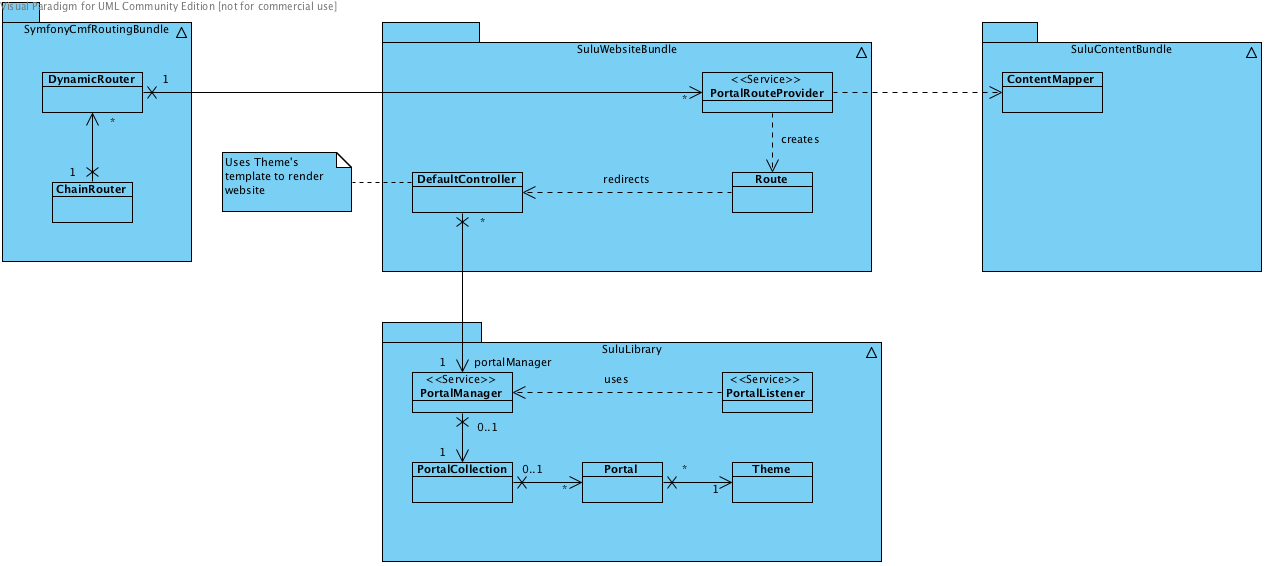 Visual Paradigm for UML Community Edition [not for commercial use]
SymfonyCmfRoutingBundle
DynamicRouter
1
*
*
1
ChainRouter
Uses Theme's
template to render
website
SuluWebsiteBundle
<<Service>>
PortalRouteProvider
creates
DefaultController
redirects
Route
*
SuluContentBundle
ContentMapper
SuluLibrary
1
portalManager
<<Service>>
PortalManager
uses
<<Service>>
PortalListener
0..1
1
PortalCollection
0..1
*
Portal
*
1
Theme